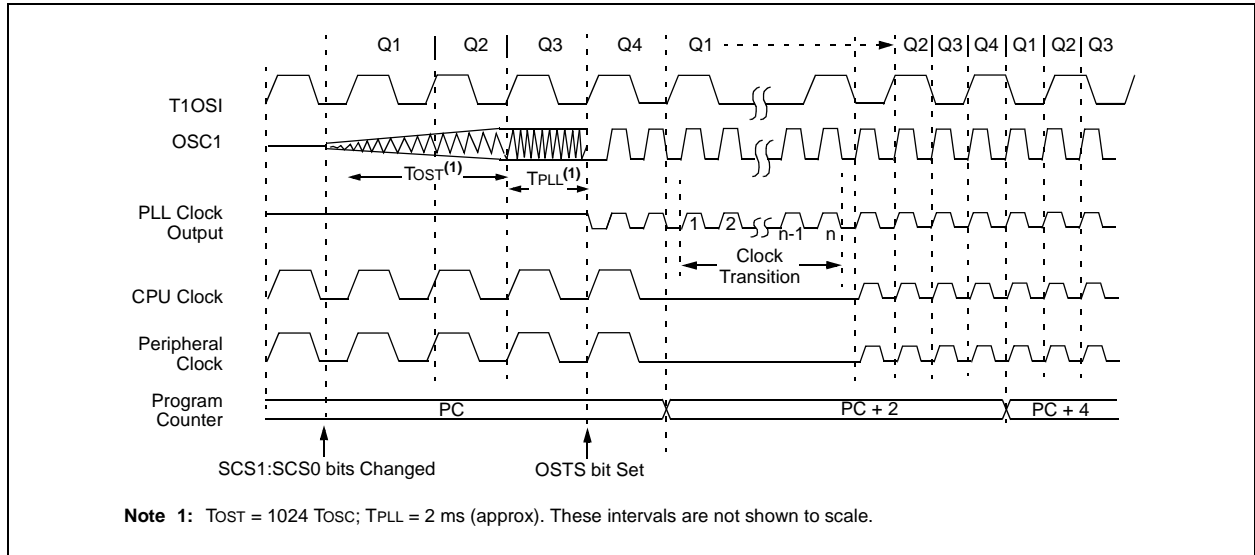 Q1 Q2 Q3 Q4 Q1 Q2 Q3 Q4 Q1 Q2 Q3
T1OSI
OSC1
TOST(1)
TPLL(1)
PLL Clock
Output
1 2 n-1 n
Clock
Transition
CPU Clock
Peripheral
Clock
Program
Counter
PC PC + 2 PC + 4
SCS1:SCS0 bits Changed
OSTS bit Set
Note 1: TOST = 1024 TOSC; TPLL = 2 ms (approx). These intervals are not shown to scale.